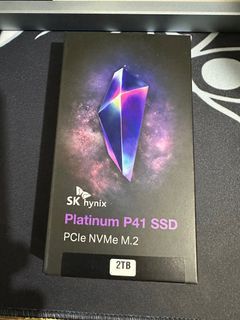 SK hynix
Platinum P41 SSD
PCIe NVMe M.2
2TB